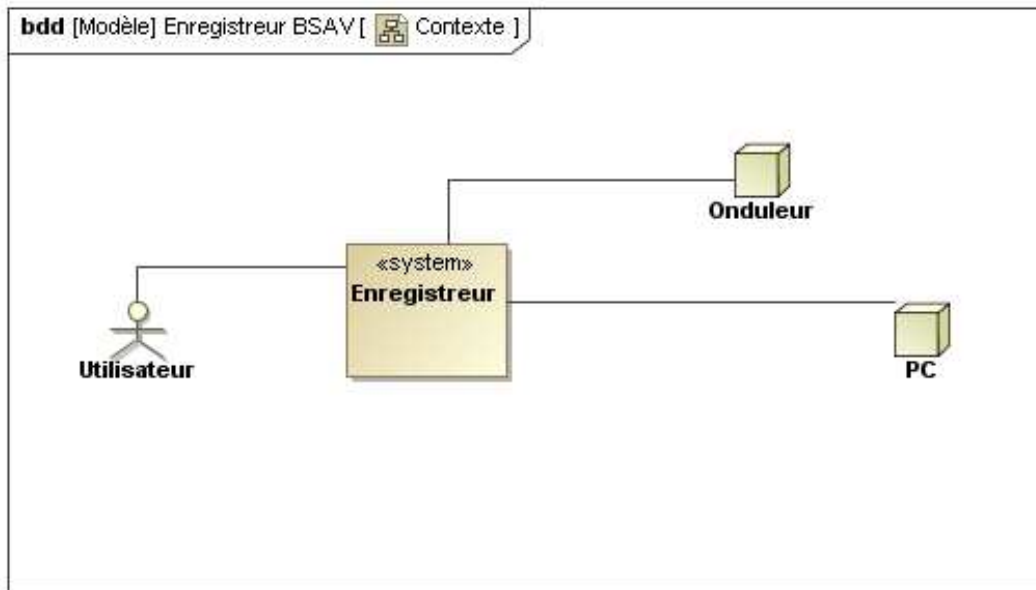 bdd [Modèle] Enregistreur BSAV [ Contexte ]
Onduleur
«system»
Enregistreur
Utilisateur
PC